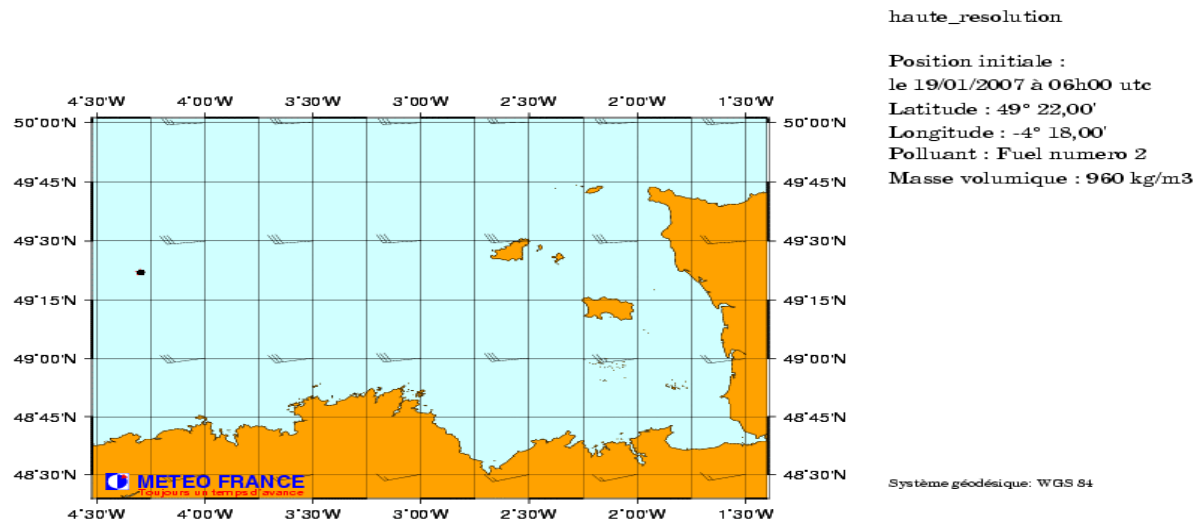 haute_resolution
Position initiale :
le 19/01/2007 à 06h00 utc
Latitude : 49° 22,00'
Longitude : -4° 18,00'
Polluant : Fuel numero 2
Masse volumique : 960 kg/m3
4°30'W 4°00'W 3°30'W 3°00'W 2°30'W 2°00'W 1°30'W
50°00'N 50°00'N
49°45'N 49°45'N
49°30'N 49°30'N
49°15'N 49°15'N
49°00'N 49°00'N
48°45'N 48°45'N
48°30'N 48°30'N
METEO FRANCE
Toujours un temps d'avance
4°30'W 4°00'W 3°30'W 3°00'W 2°30'W 2°00'W 1°30'W
Système géodésique: WGS 84